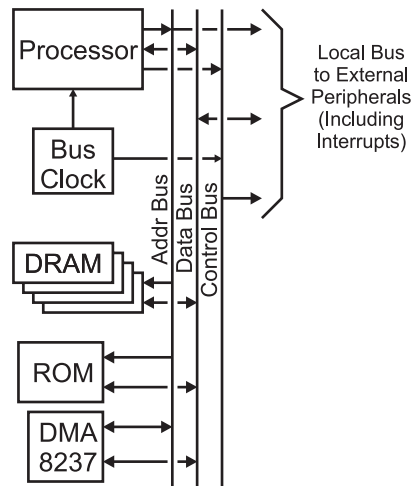 Processor
Local Bus
to External
Peripherals
(Including
Interrupts)
Bus
Clock
Addr Bus
Data Bus
Control Bus
DRAM
ROM
DMA
8237